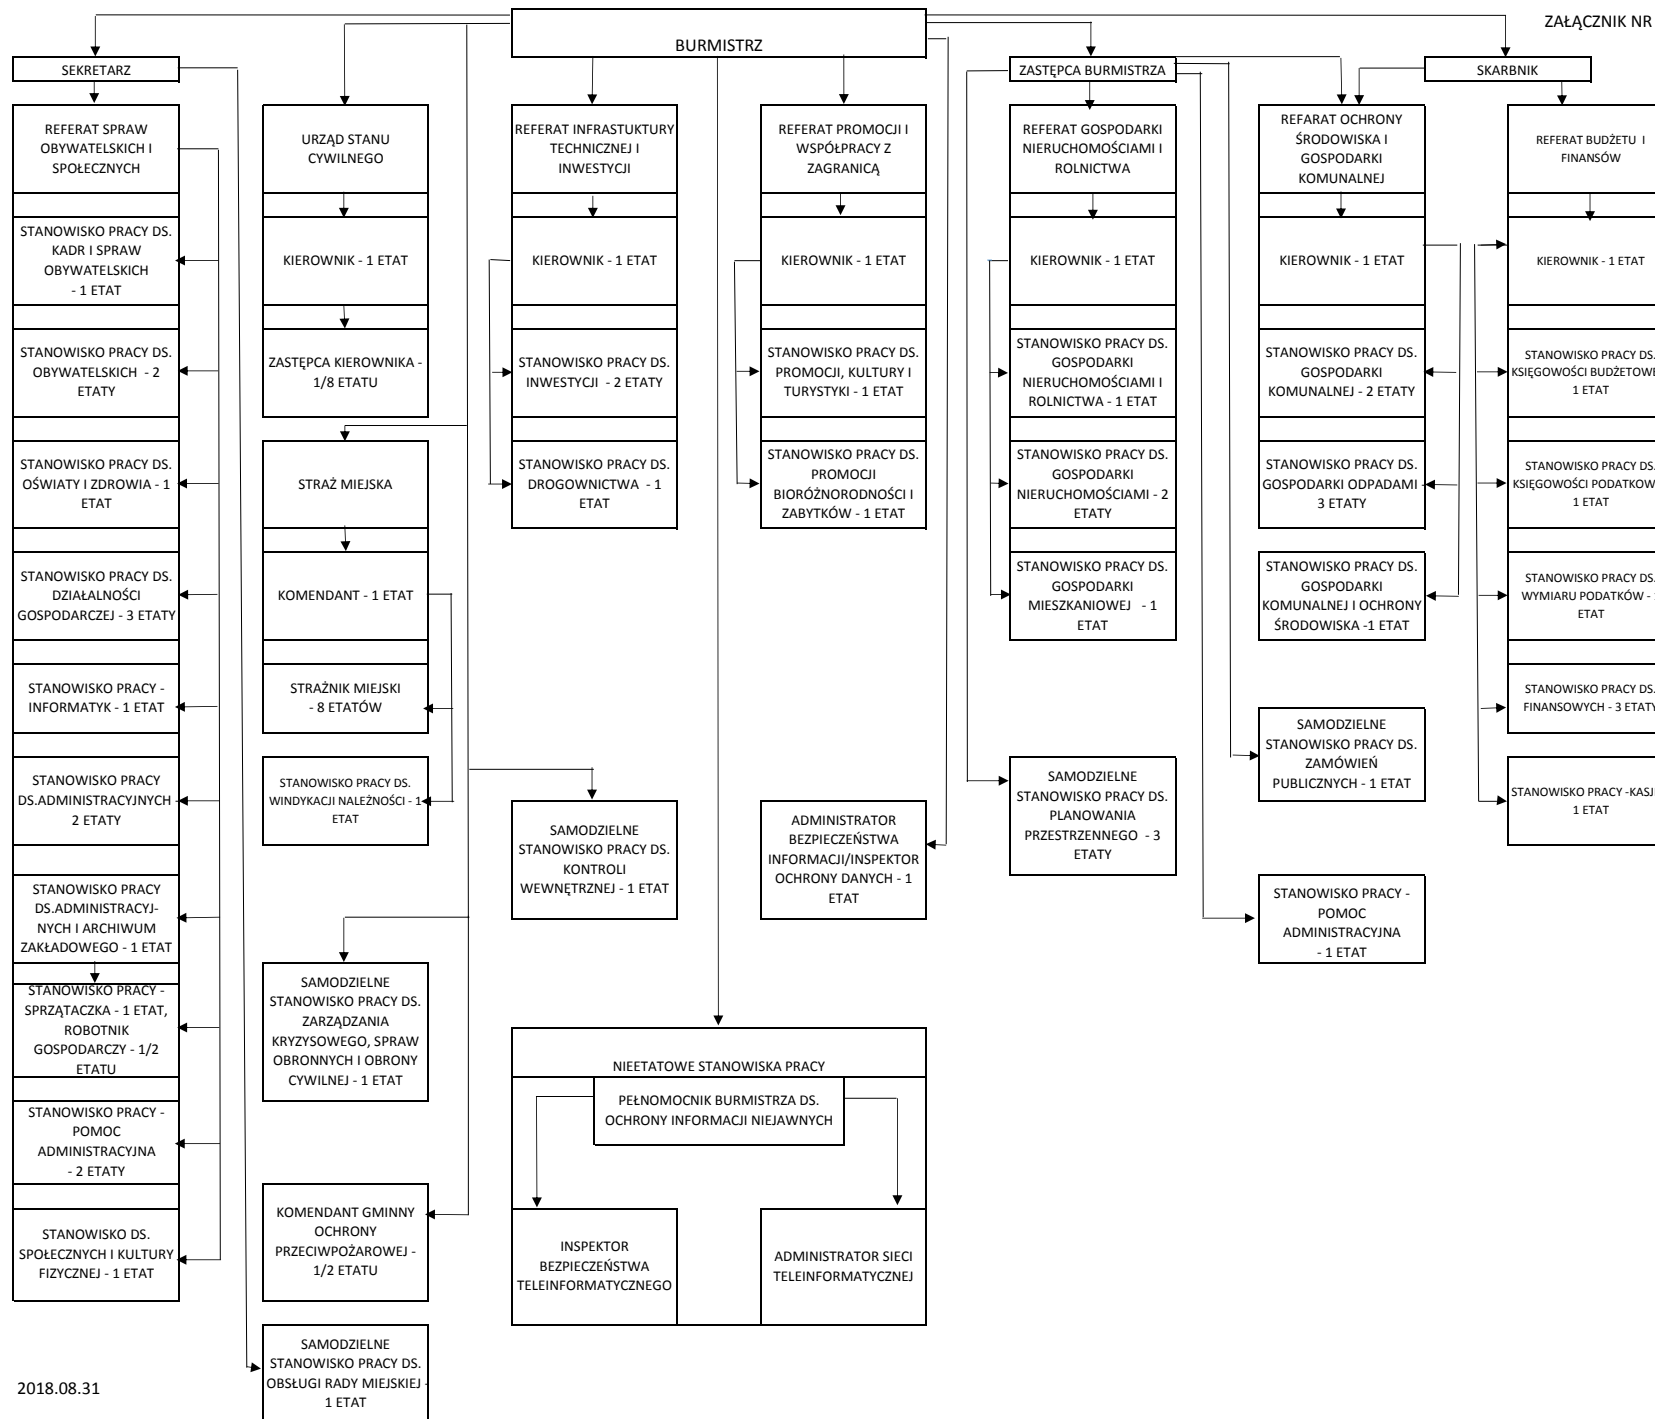 ZAŁĄCZNIK NR
BURMISTRZ
SEKRETARZ
ZASTĘPCA BURMISTRZA
SKARBNIK
REFERAT SPRAW
OBYWATELSKICH I
SPOŁECZNYCH
URZĄD STANU
CYWILNEGO
REFERAT INFRASTUKTURY
TECHNICZNEJ I
INWESTYCJI
REFERAT PROMOCJI I
WSPÓŁPRACY Z
ZAGRANICĄ
REFERAT GOSPODARKI
NIERUCHOMOŚCIAMI I
ROLNICTWA
REFARAT OCHRONY
ŚRODOWISKA I
GOSPODARKI
KOMUNALNEJ
REFERAT BUDŻETU I
FINANSÓW
STANOWISKO PRACY DS.
KADR I SPRAW
OBYWATELSKICH
- 1 ETAT
KIEROWNIK - 1 ETAT
KIEROWNIK - 1 ETAT
KIEROWNIK - 1 ETAT
KIEROWNIK - 1 ETAT
KIEROWNIK - 1 ETAT
KIEROWNIK - 1 ETAT
STANOWISKO PRACY DS.
OBYWATELSKICH - 2
ETATY
ZASTĘPCA KIEROWNIKA -
1/8 ETATU
STANOWISKO PRACY DS.
INWESTYCJI - 2 ETATY
STANOWISKO PRACY DS.
PROMOCJI, KULTURY I
TURYSTYKI - 1 ETAT
STANOWISKO PRACY DS.
GOSPODARKI
NIERUCHOMOŚCIAMI I
ROLNICTWA - 1 ETAT
STANOWISKO PRACY DS.
GOSPODARKI
KOMUNALNEJ - 2 ETATY
STANOWISKO PRACY DS.
KSIĘGOWOŚCI BUDŻETOWE
1 ETAT
STANOWISKO PRACY DS.
OŚWIATY I ZDROWIA - 1
ETAT
STRAŻ MIEJSKA
STANOWISKO PRACY DS.
DROGOWNICTWA - 1
ETAT
STANOWISKO PRACY DS.
PROMOCJI
BIORÓŻNORODNOŚCI I
ZABYTKÓW - 1 ETAT
STANOWISKO PRACY DS.
GOSPODARKI
NIERUCHOMOŚCIAMI - 2
ETATY
STANOWISKO PRACY DS.
GOSPODARKI ODPADAMI -
3 ETATY
STANOWISKO PRACY DS.
KSIĘGOWOŚCI PODATKOW
1 ETAT
STANOWISKO PRACY DS.
DZIAŁALNOŚCI
GOSPODARCZEJ - 3 ETATY
KOMENDANT - 1 ETAT
STANOWISKO PRACY DS.
GOSPODARKI
MIESZKANIOWEJ - 1
ETAT
STANOWISKO PRACY DS.
GOSPODARKI
KOMUNALNEJ I OCHRONY
ŚRODOWISKA -1 ETAT
STANOWISKO PRACY DS.
WYMIARU PODATKÓW -
ETAT
STANOWISKO PRACY -
INFORMATYK - 1 ETAT
STRAŻNIK MIEJSKI
- 8 ETATÓW
STANOWISKO PRACY DS.
FINANSOWYCH - 3 ETATY
STANOWISKO PRACY
DS.ADMINISTRACYJNYCH -
2 ETATY
STANOWISKO PRACY DS.
WINDYKACJI NALEŻNOŚCI - 1
ETAT
SAMODZIELNE
STANOWISKO PRACY DS.
KONTROLI
WEWNĘTRZNEJ - 1 ETAT
ADMINISTRATOR
BEZPIECZEŃSTWA
INFORMACJI/INSPEKTOR
OCHRONY DANYCH - 1
ETAT
SAMODZIELNE
STANOWISKO PRACY DS.
PLANOWANIA
PRZESTRZENNEGO - 3
ETATY
SAMODZIELNE
STANOWISKO PRACY DS.
ZAMÓWIEŃ
PUBLICZNYCH - 1 ETAT
STANOWISKO PRACY -KASJ
1 ETAT
STANOWISKO PRACY
DS.ADMINISTRACYJ-
NYCH I ARCHIWUM
ZAKŁADOWEGO - 1 ETAT
STANOWISKO PRACY -
POMOC
ADMINISTRACYJNA
- 1 ETAT
STANOWISKO PRACY -
SPRZĄTACZKA - 1 ETAT,
ROBOTNIK
GOSPODARCZY - 1/2
ETATU
SAMODZIELNE
STANOWISKO PRACY DS.
ZARZĄDZANIA
KRYZYSOWEGO, SPRAW
OBRONNYCH I OBRONY
CYWILNEJ - 1 ETAT
NIEETATOWE STANOWISKA PRACY
PEŁNOMOCNIK BURMISTRZA DS.
OCHRONY INFORMACJI NIEJAWNYCH
STANOWISKO PRACY -
POMOC
ADMINISTRACYJNA
- 2 ETATY
STANOWISKO DS.
SPOŁECZNYCH I KULTURY
FIZYCZNEJ - 1 ETAT
KOMENDANT GMINNY
OCHRONY
PRZECIWPOŻAROWEJ -
1/2 ETATU
INSPEKTOR
BEZPIECZEŃSTWA
TELEINFORMATYCZNEGO
ADMINISTRATOR SIECI
TELEINFORMATYCZNEJ
SAMODZIELNE
STANOWISKO PRACY DS.
OBSŁUGI RADY MIEJSKIEJ -
1 ETAT
2018.08.31